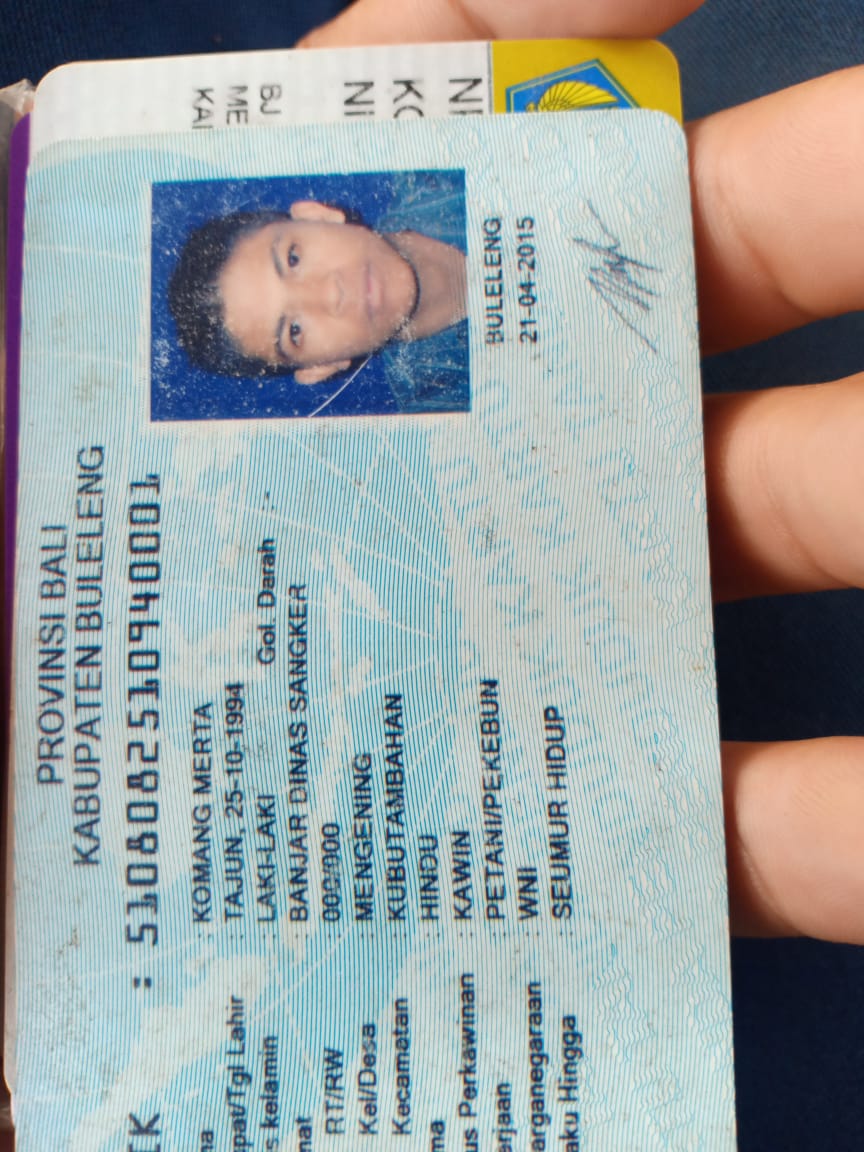 PROVINSI BALI
KABUPATEN BULELENG
IK : 5108082510940001
na : KOMANG MERTA
pat/Tgl Lahir : TAJUN, 25-10-1994
s kelamin : LAKI-LAKI Gol. Darah : -
nat : BANJAR DINAS SANGKER
RT/RW : 000/000
Kel/Desa : MENGENING
Kecamatan : KUBUTAMBAHAN
ma : HINDU
us Perkawinan : KAWIN
erjaan : PETANI/PEKEBUN
arganegaraan : WNI
aku Hingga : SEUMUR HIDUP
BULELENG
21-04-2015
NI
KO
NI
BJ
ME
KA